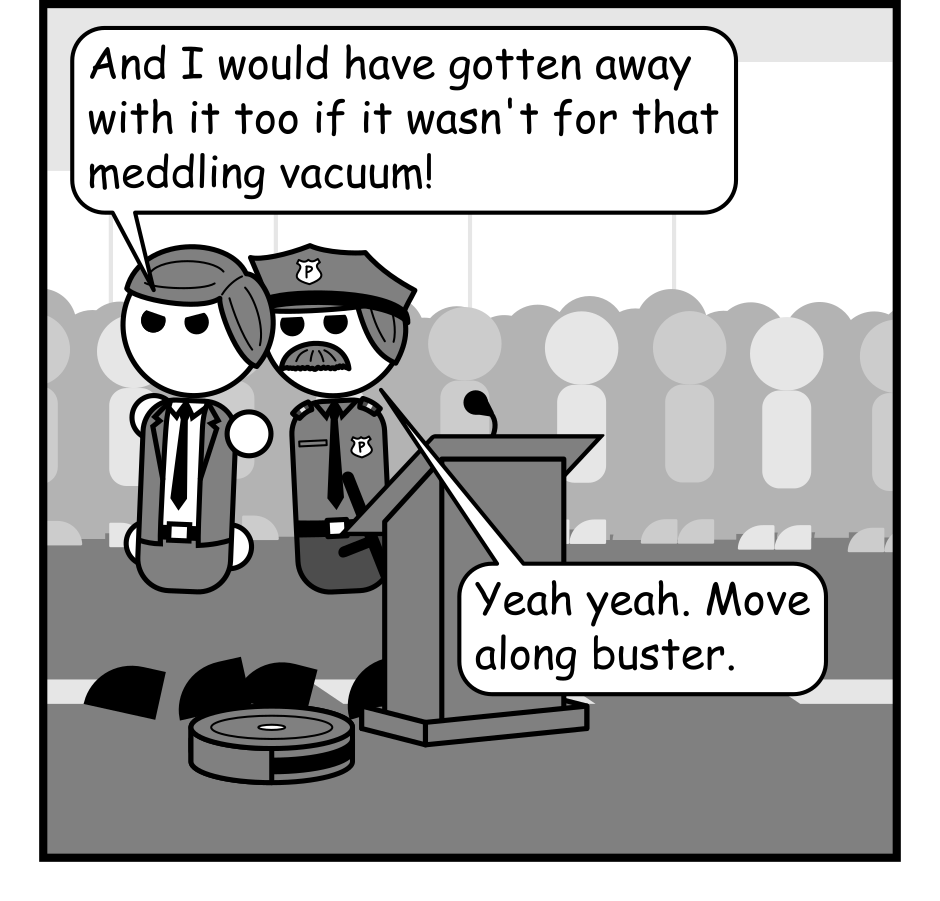 And I would have gotten away
with it too if it wasn't for that
meddling vacuum!
P
P
Yeah yeah. Move
along buster.